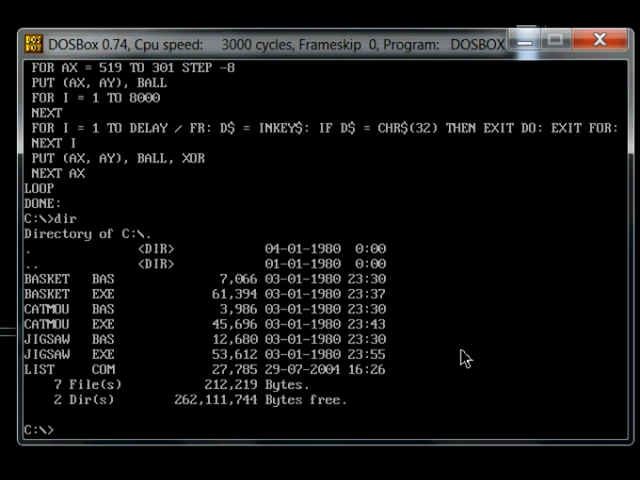 DOS
BOX
DOSBox 0.74, Cpu speed: 3000 cycles, Frameskip 0, Program: DOSBOX
FOR AX = 519 TO 301 STEP -8
PUT (AX, AY), BALL
FOR I = 1 TO 8000
NEXT
FOR I = 1 TO DELAY / FR: D$ = INKEY$: IF D$ = CHR$(32) THEN EXIT DO: EXIT FOR:
NEXT I
PUT (AX, AY), BALL, XOR
NEXT AX
LOOP
DONE:
C:\>dir
Directory of C:\.
. <DIR> 04-01-1980 0:00
.. <DIR> 01-01-1980 0:00
BASKET BAS 7,066 03-01-1980 23:30
BASKET EXE 61,394 03-01-1980 23:37
CATMOU BAS 3,986 03-01-1980 23:30
CATMOU EXE 45,696 03-01-1980 23:43
JIGSAW BAS 12,680 03-01-1980 23:30
JIGSAW EXE 53,612 03-01-1980 23:55
LIST COM 27,785 29-07-2004 16:26
7 File(s) 212,219 Bytes.
2 Dir(s) 262,111,744 Bytes free.
C:\>